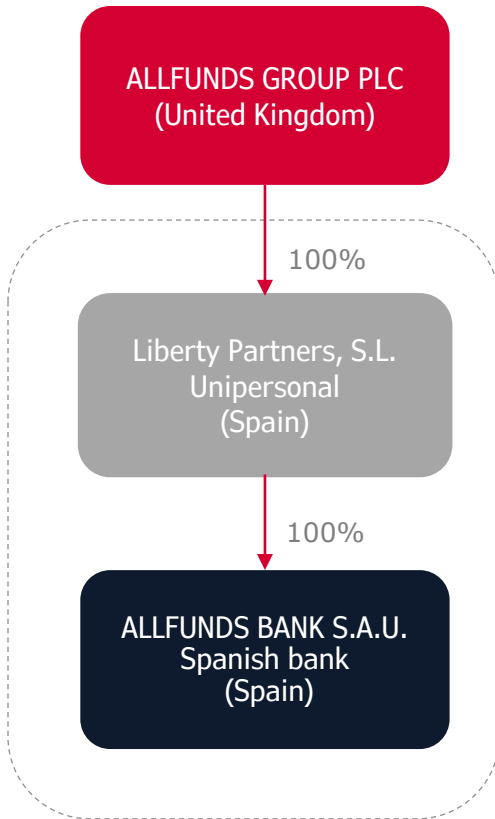 ALLFUNDS GROUP PLC
(United Kingdom)
100%
Liberty Partners, S.L.
Unipersonal
(Spain)
100%
ALLFUNDS BANK S.A.U.
Spanish bank
(Spain)